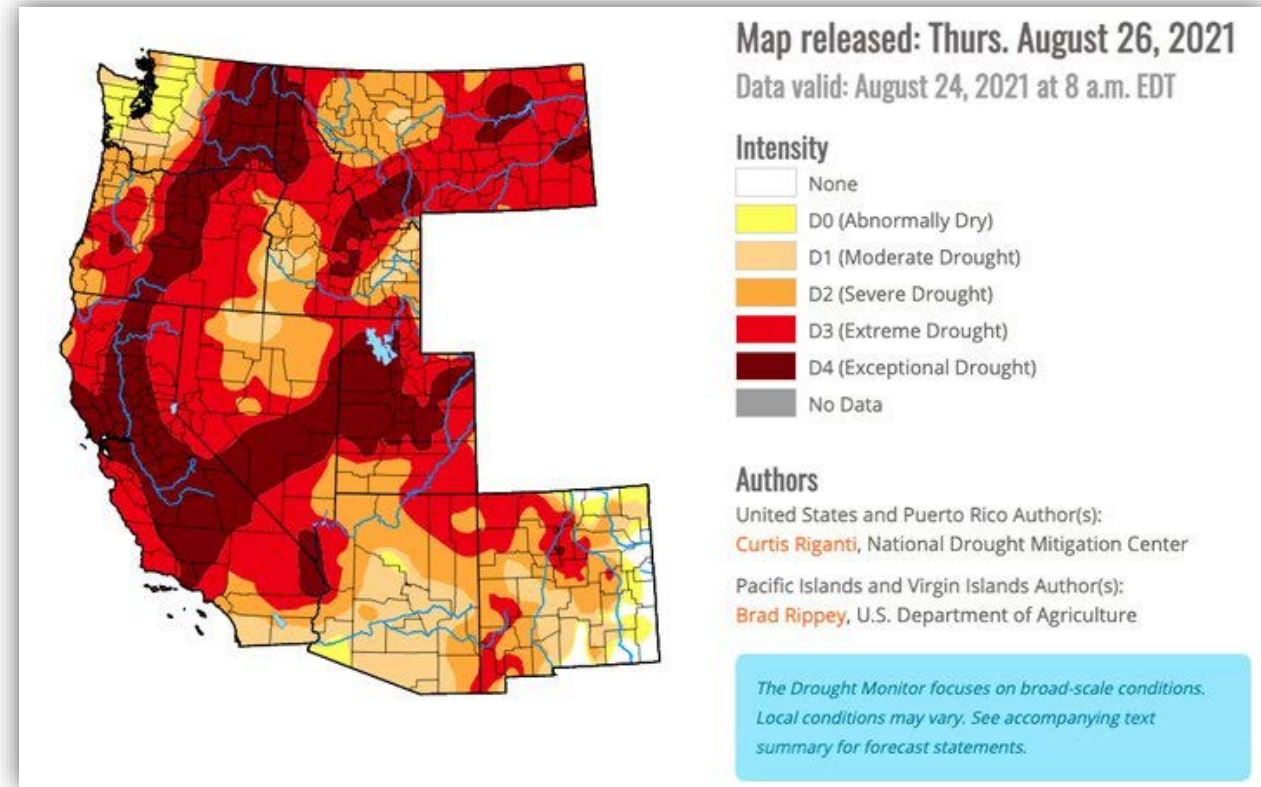 Map released: Thurs. August 26, 2021
Data valid: August 24, 2021 at 8 a.m. EDT
Intensity
None
D0 (Abnormally Dry)
D1 (Moderate Drought)
D2 (Severe Drought)
D3 (Extreme Drought)
D4 (Exceptional Drought)
No Data
Authors
United States and Puerto Rico Author(s):
Curtis Riganti, National Drought Mitigation Center
Pacific Islands and Virgin Islands Author(s):
Brad Rippey, U.S. Department of Agriculture
The Drought Monitor focuses on broad-scale conditions.
Local conditions may vary. See accompanying text
summary for forecast statements.